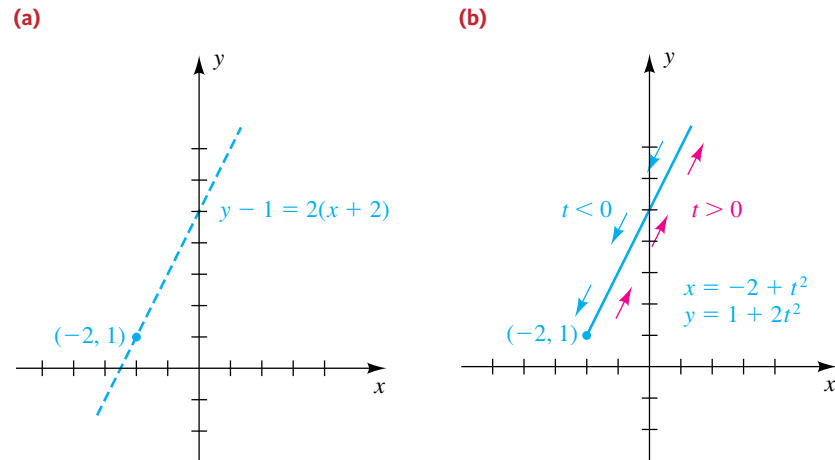 (a)
y
y − 1 = 2(x + 2)
(−2, 1)
x
(b)
y
t < 0
t > 0
x = −2 + t²
y = 1 + 2t²
(−2, 1)
x